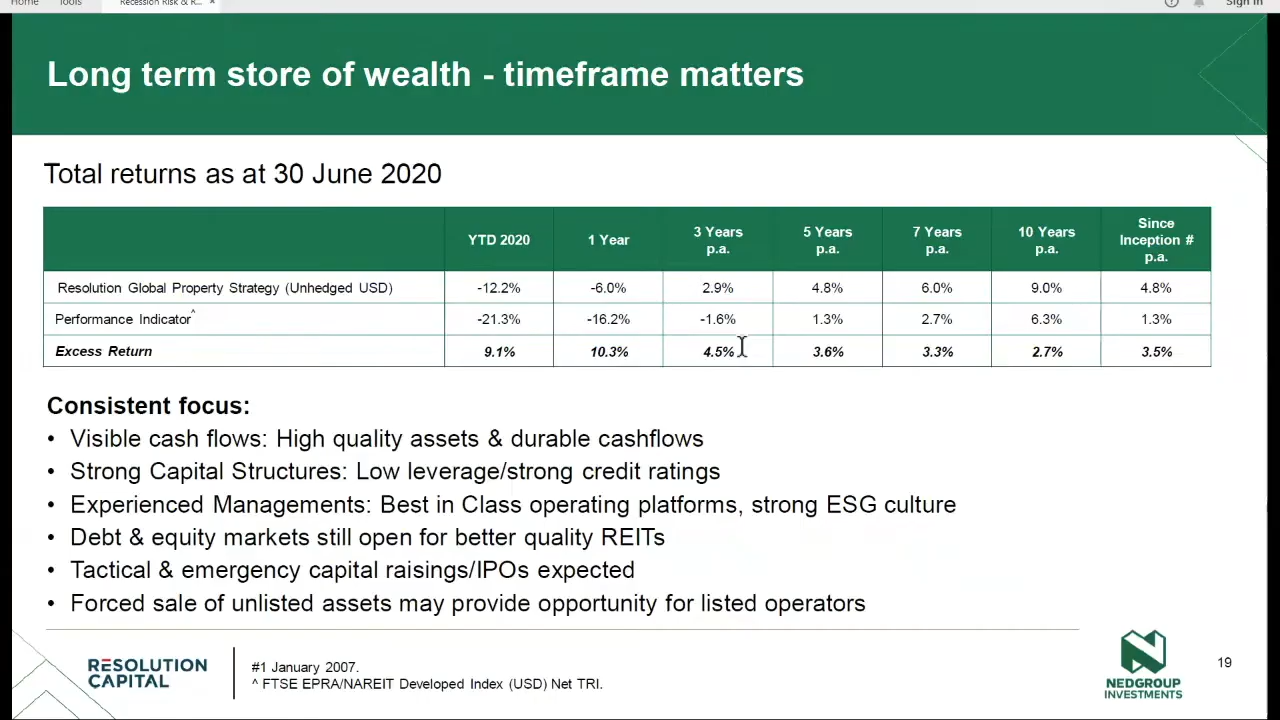 Home Tools Recession Risk & R... × Sign In
Long term store of wealth - timeframe matters
Total returns as at 30 June 2020
YTD 2020 1 Year 3 Years p.a. 5 Years p.a. 7 Years p.a. 10 Years p.a. Since Inception # p.a.
Resolution Global Property Strategy (Unhedged USD) -12.2% -6.0% 2.9% 4.8% 6.0% 9.0% 4.8%
Performance Indicator^ -21.3% -16.2% -1.6% 1.3% 2.7% 6.3% 1.3%
Excess Return 9.1% 10.3% 4.5% 3.6% 3.3% 2.7% 3.5%
Consistent focus:
• Visible cash flows: High quality assets & durable cashflows
• Strong Capital Structures: Low leverage/strong credit ratings
• Experienced Managements: Best in Class operating platforms, strong ESG culture
• Debt & equity markets still open for better quality REITs
• Tactical & emergency capital raisings/IPOs expected
• Forced sale of unlisted assets may provide opportunity for listed operators
RESOLUTION
CAPITAL
#1 January 2007.
^ FTSE EPRA/NAREIT Developed Index (USD) Net TRI.
NEDGROUP
INVESTMENTS
19